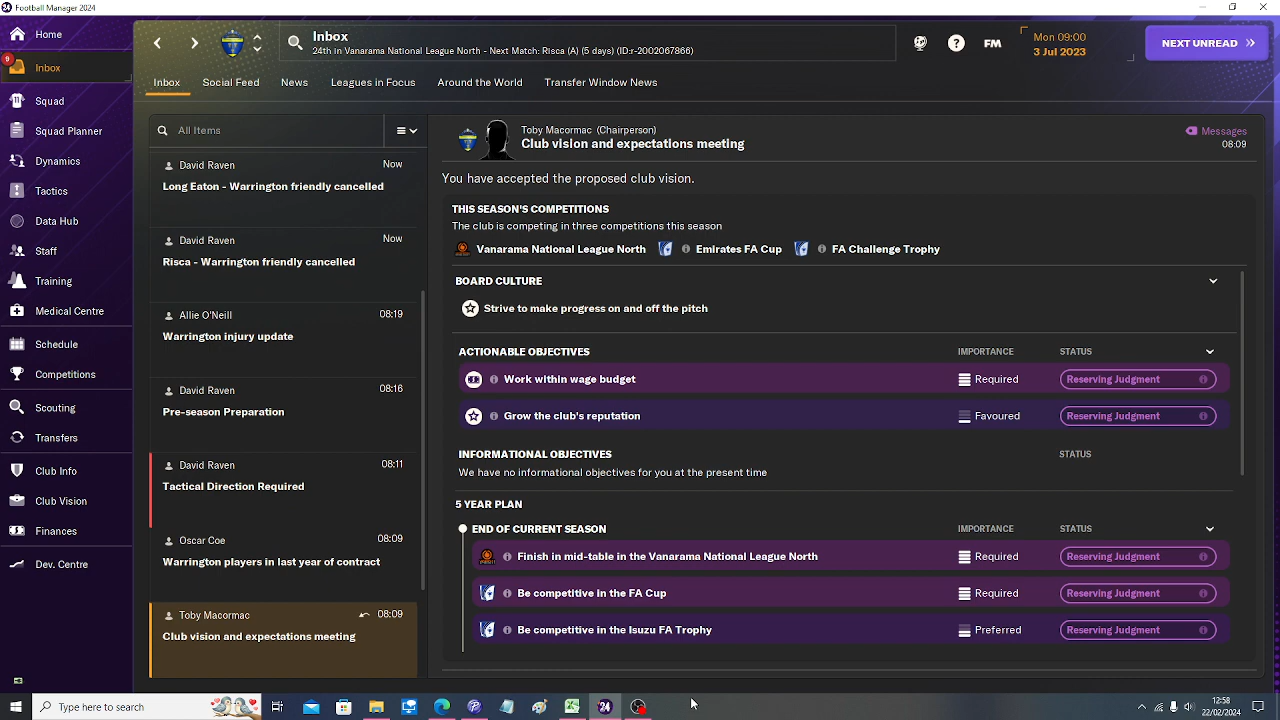 Football Manager 2024
Home
9
Inbox
Squad
Squad Planner
Dynamics
Tactics
Data Hub
Staff
Training
Medical Centre
Schedule
Competitions
Scouting
Transfers
Club Info
Club Vision
Finances
Dev. Centre
Inbox
24th in Vanarama National League North - Next Match: Risca (A) (5 days) (ID:r-2002067866)
FM
Mon 09:00
3 Jul 2023
NEXT UNREAD
Inbox Social Feed News Leagues in Focus Around the World Transfer Window News
All Items
David Raven Now
Long Eaton - Warrington friendly cancelled
David Raven Now
Risca - Warrington friendly cancelled
Allie O'Neill 08:19
Warrington injury update
David Raven 08:16
Pre-season Preparation
David Raven 08:11
Tactical Direction Required
Oscar Coe 08:09
Warrington players in last year of contract
Toby Macormac 08:09
Club vision and expectations meeting
Toby Macormac (Chairperson)
Club vision and expectations meeting
Messages
08:09
You have accepted the proposed club vision.
THIS SEASON'S COMPETITIONS
The club is competing in three competitions this season
Vanarama National League North Emirates FA Cup FA Challenge Trophy
BOARD CULTURE
Strive to make progress on and off the pitch
ACTIONABLE OBJECTIVES IMPORTANCE STATUS
Work within wage budget Required Reserving Judgment
Grow the club's reputation Favoured Reserving Judgment
INFORMATIONAL OBJECTIVES STATUS
We have no informational objectives for you at the present time
5 YEAR PLAN
END OF CURRENT SEASON IMPORTANCE STATUS
Finish in mid-table in the Vanarama National League North Required Reserving Judgment
Be competitive in the FA Cup Required Reserving Judgment
Be competitive in the Isuzu FA Trophy Preferred Reserving Judgment
Type here to search
24
12:58
22/02/2024